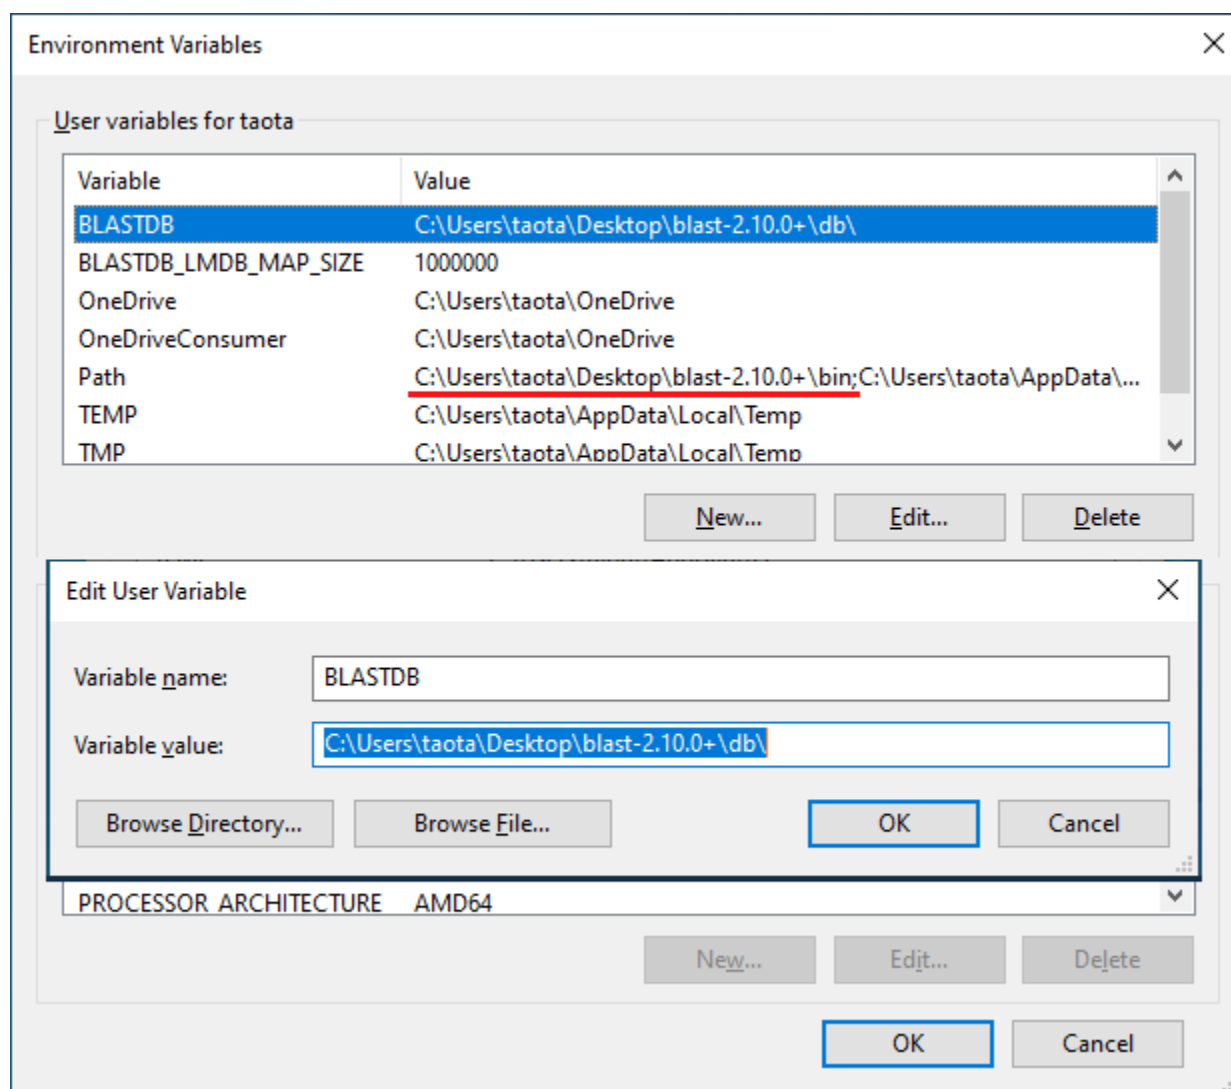 Environment Variables
User variables for taota
Variable Value
BLASTDB C:\Users\taota\Desktop\blast-2.10.0+\db\
BLASTDB_LMDB_MAP_SIZE 1000000
OneDrive C:\Users\taota\OneDrive
OneDriveConsumer C:\Users\taota\OneDrive
Path C:\Users\taota\Desktop\blast-2.10.0+\bin;C:\Users\taota\AppData\...
TEMP C:\Users\taota\AppData\Local\Temp
TMP C:\Users\taota\AppData\Local\Temp
New... Edit... Delete
Edit User Variable
Variable name: BLASTDB
Variable value: C:\Users\taota\Desktop\blast-2.10.0+\db\
Browse Directory... Browse File... OK Cancel
PROCESSOR_ARCHITECTURE AMD64
New... Edit... Delete
OK Cancel